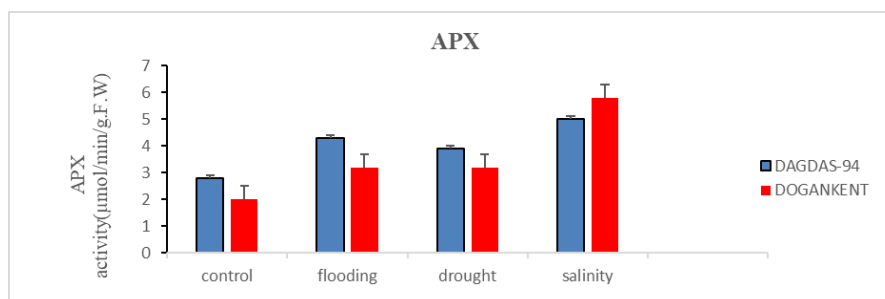 APX
APX
activity(µmol/min/g.F.W)
7
6
5
4
3
2
1
0
control flooding drought salinity
DAGDAS-94
DOGANKENT